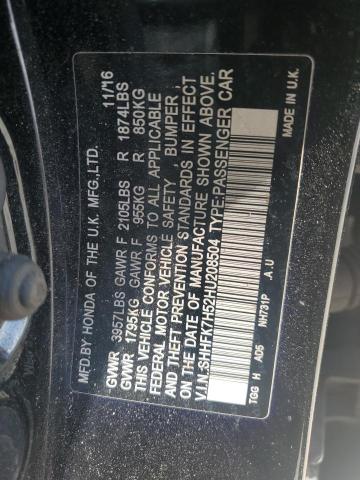 MFD.BY HONDA OF THE U.K. MFG.,LTD. 11/16
GVWR 3957LBS GAWR F 2105LBS R 1874LBS
GVWR 1795KG GAWR F 955KG R 850KG
THIS VEHICLE CONFORMS TO ALL APPLICABLE
FEDERAL MOTOR VEHICLE SAFETY, BUMPER,
AND THEFT PREVENTION STANDARDS IN EFFECT
ON THE DATE OF MANUFACTURE SHOWN ABOVE.
V.I.N.:SHHFK7H52HU208504 TYPE:PASSENGER CAR
TGG H AD5 NH731P A.U MADE IN U.K.